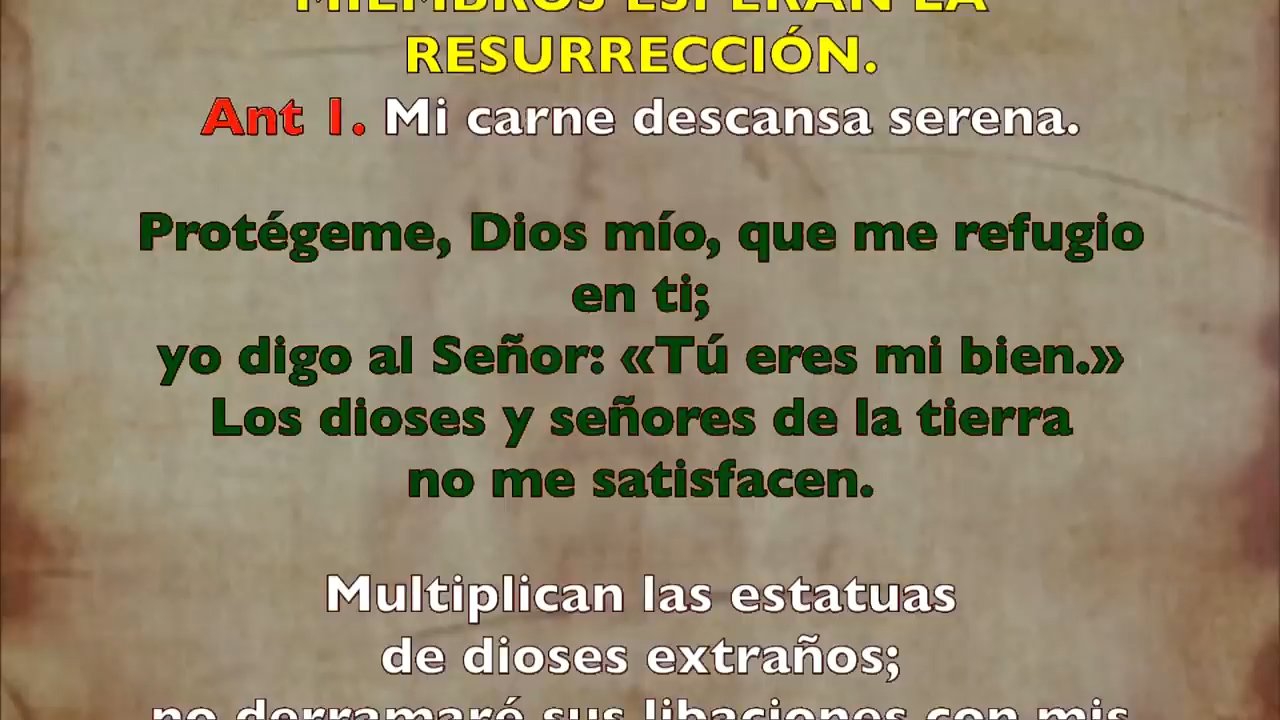 MIEMBROS ESPERAN LA
RESURRECCIÓN.
Ant 1. Mi carne descansa serena.
Protégeme, Dios mío, que me refugio
en ti;
yo digo al Señor: «Tú eres mi bien.»
Los dioses y señores de la tierra
no me satisfacen.
Multiplican las estatuas
de dioses extraños;
no derramaré sus libaciones con mis